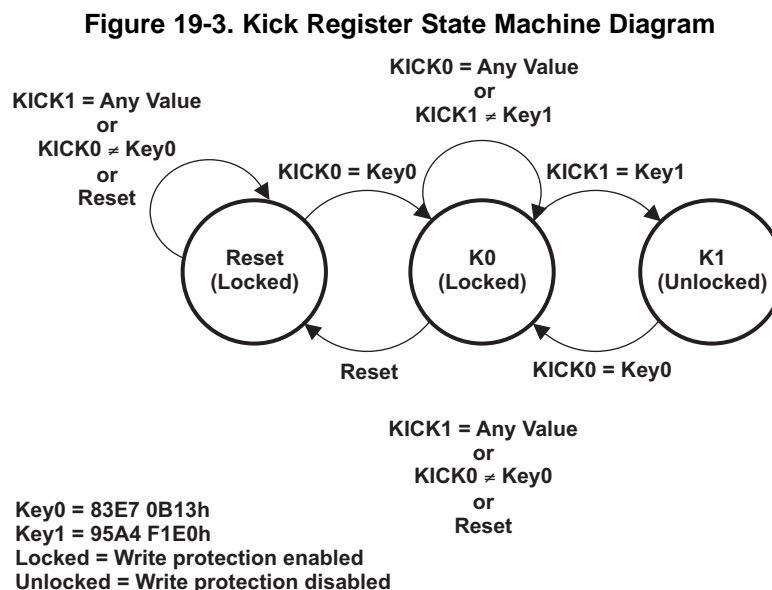 Figure 19-3. Kick Register State Machine Diagram
KICK0 = Any Value
or
KICK1 ≠ Key1
KICK1 = Any Value
or
KICK0 ≠ Key0
or
Reset
KICK0 = Key0
KICK1 = Key1
Reset
(Locked)
K0
(Locked)
K1
(Unlocked)
Reset
KICK0 = Key0
KICK1 = Any Value
or
KICK0 ≠ Key0
or
Reset
Key0 = 83E7 0B13h
Key1 = 95A4 F1E0h
Locked = Write protection enabled
Unlocked = Write protection disabled